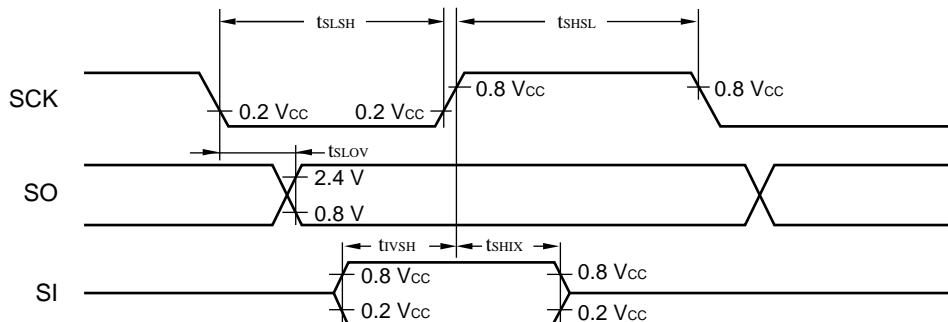 tSLSH tSHSL
SCK 0.2 VCC 0.2 VCC 0.8 VCC 0.8 VCC
tSLOV
SO 2.4 V
0.8 V
tIVSH tSHIX
0.8 VCC 0.8 VCC
SI
0.2 VCC 0.2 VCC